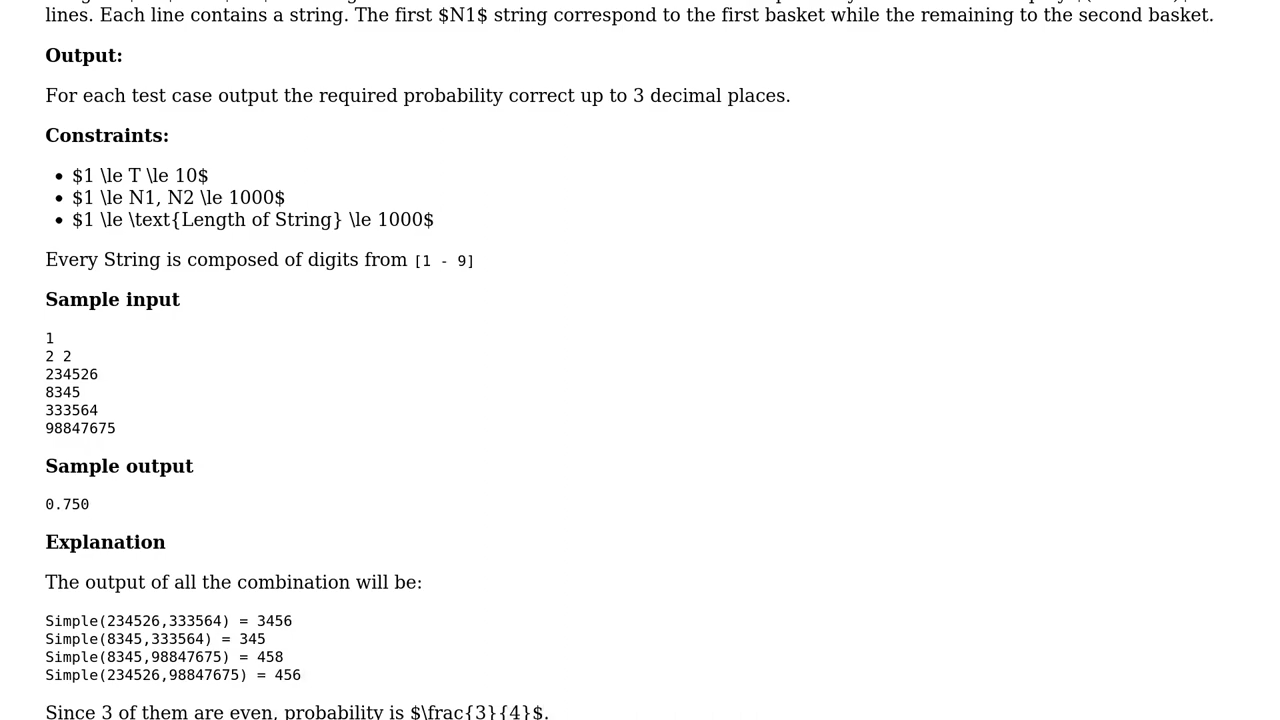 lines. Each line contains a string. The first $N1$ string correspond to the first basket while the remaining to the second basket.
Output:
For each test case output the required probability correct up to 3 decimal places.
Constraints:
• $1 \le T \le 10$
• $1 \le N1, N2 \le 1000$
• $1 \le \text{Length of String} \le 1000$
Every String is composed of digits from [1 - 9]
Sample input
1
2 2
234526
8345
333564
98847675
Sample output
0.750
Explanation
The output of all the combination will be:
Simple(234526,333564) = 3456
Simple(8345,333564) = 345
Simple(8345,98847675) = 458
Simple(234526,98847675) = 456
Since 3 of them are even, probability is $\frac{3}{4}$.